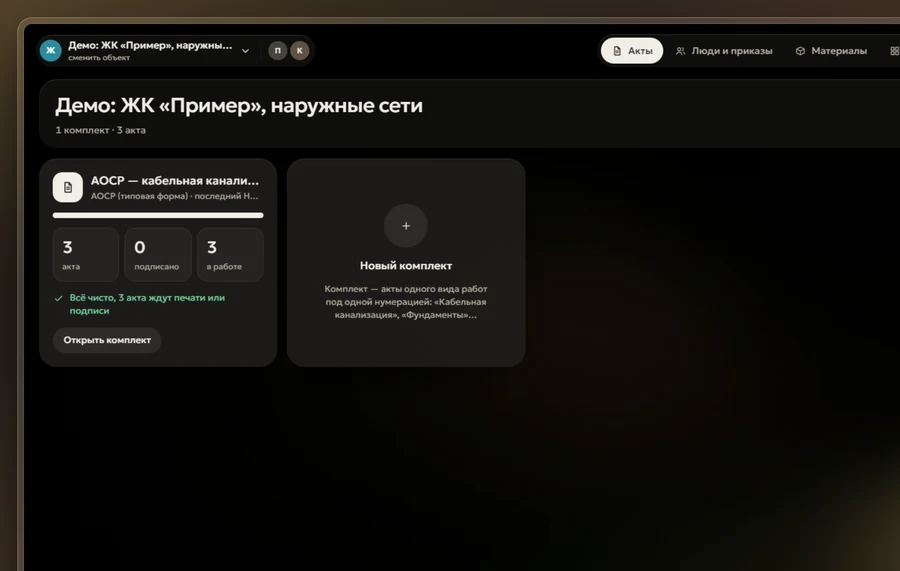 Ж
Демо: ЖК «Пример», наружны...
сменить объект
П
К
Акты
Люди и приказы
Материалы
Демо: ЖК «Пример», наружные сети
1 комплект · 3 акта
АОСР — кабельная канали...
АОСР (типовая форма) · последний Н...
3
акта
0
подписано
3
в работе
Всё чисто, 3 акта ждут печати или
подписи
Открыть комплект
+
Новый комплект
Комплект — акты одного вида работ
под одной нумерацией: «Кабельная
канализация», «Фундаменты»...